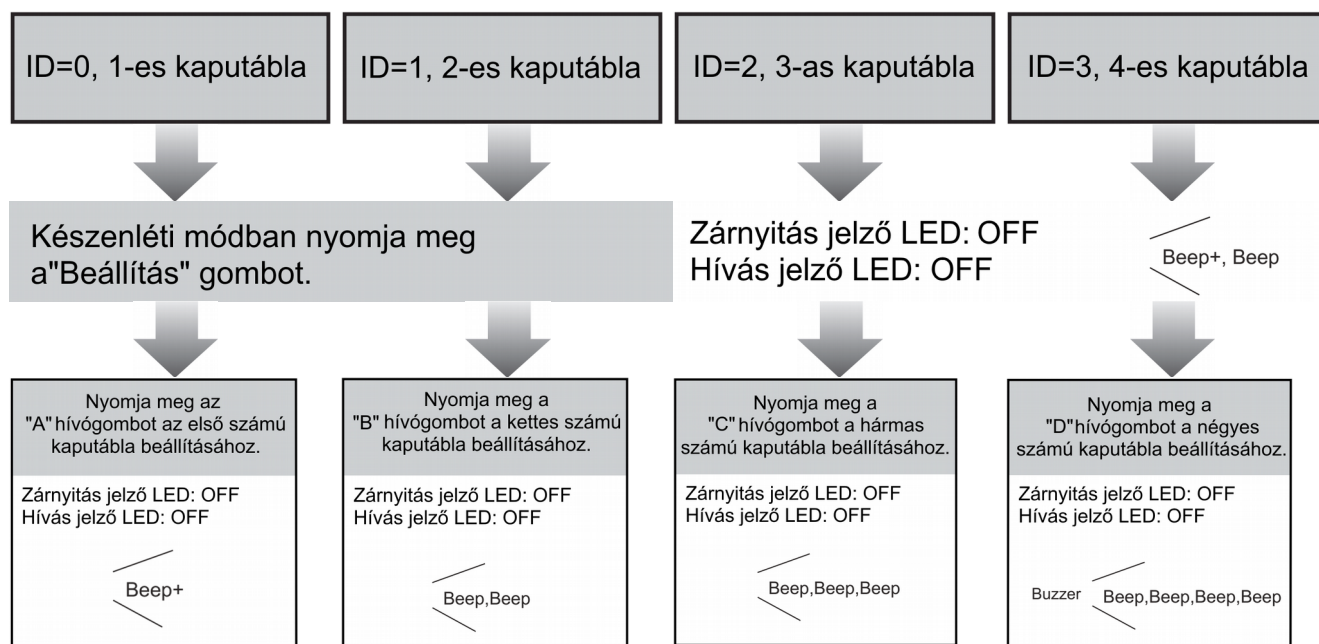 ID=0, 1-es kaputábla
ID=1, 2-es kaputábla
ID=2, 3-as kaputábla
ID=3, 4-es kaputábla
Készenléti módban nyomja meg
a"Beállítás" gombot.
Zárnyitás jelző LED: OFF
Hívás jelző LED: OFF
Beep+, Beep
Nyomja meg az
"A"hívógombot az első számú
kaputábla beállításához.
Zárnyitás jelző LED: OFF
Hívás jelző LED: OFF
Beep+
Nyomja meg a
"B" hívógombot a kettes számú
kaputábla beállításához.
Zárnyitás jelző LED: OFF
Hívás jelző LED: OFF
Beep,Beep
Nyomja meg a
"C"hívógombot a hármas
számú kaputábla beállításához.
Zárnyitás jelző LED: OFF
Hívás jelző LED: OFF
Beep,Beep,Beep
Nyomja meg a
"D"hívógombot a négyes
számú kaputábla beállításához.
Zárnyitás jelző LED: OFF
Hívás jelző LED: OFF
Buzzer
Beep,Beep,Beep,Beep